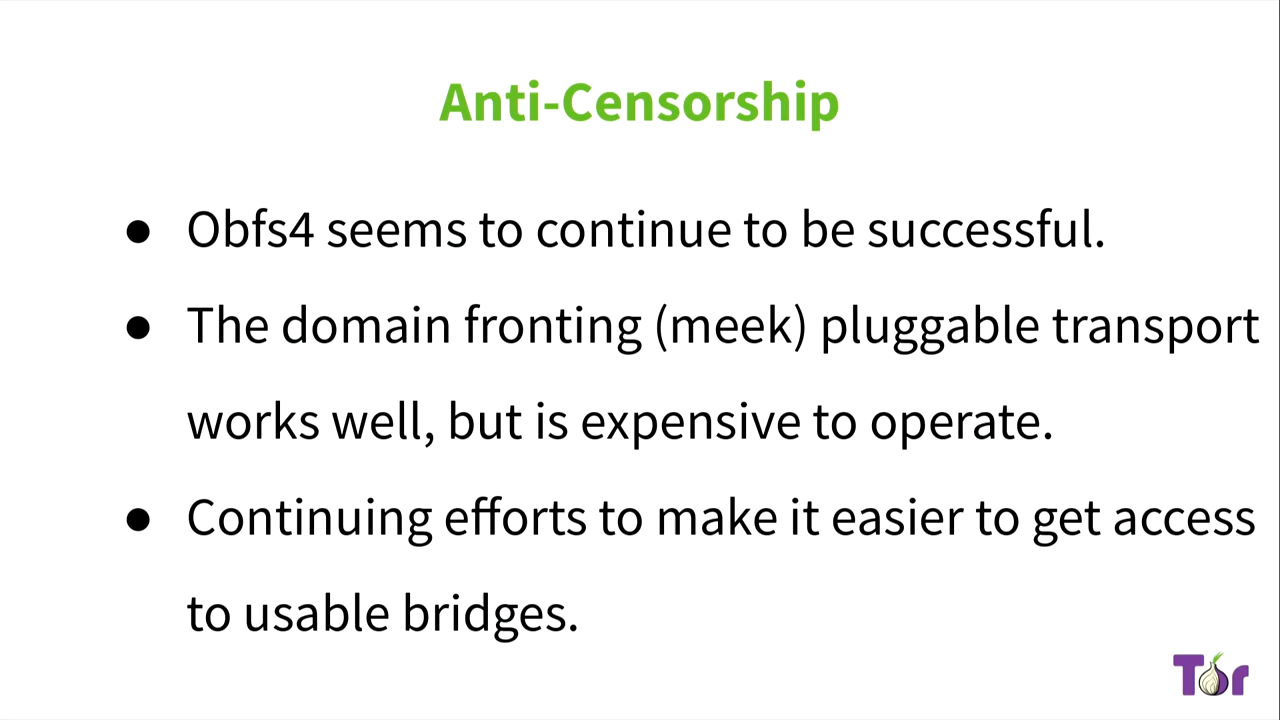 Anti-Censorship
● Obfs4 seems to continue to be successful.
● The domain fronting (meek) pluggable transport
works well, but is expensive to operate.
● Continuing efforts to make it easier to get access
to usable bridges.
Tor